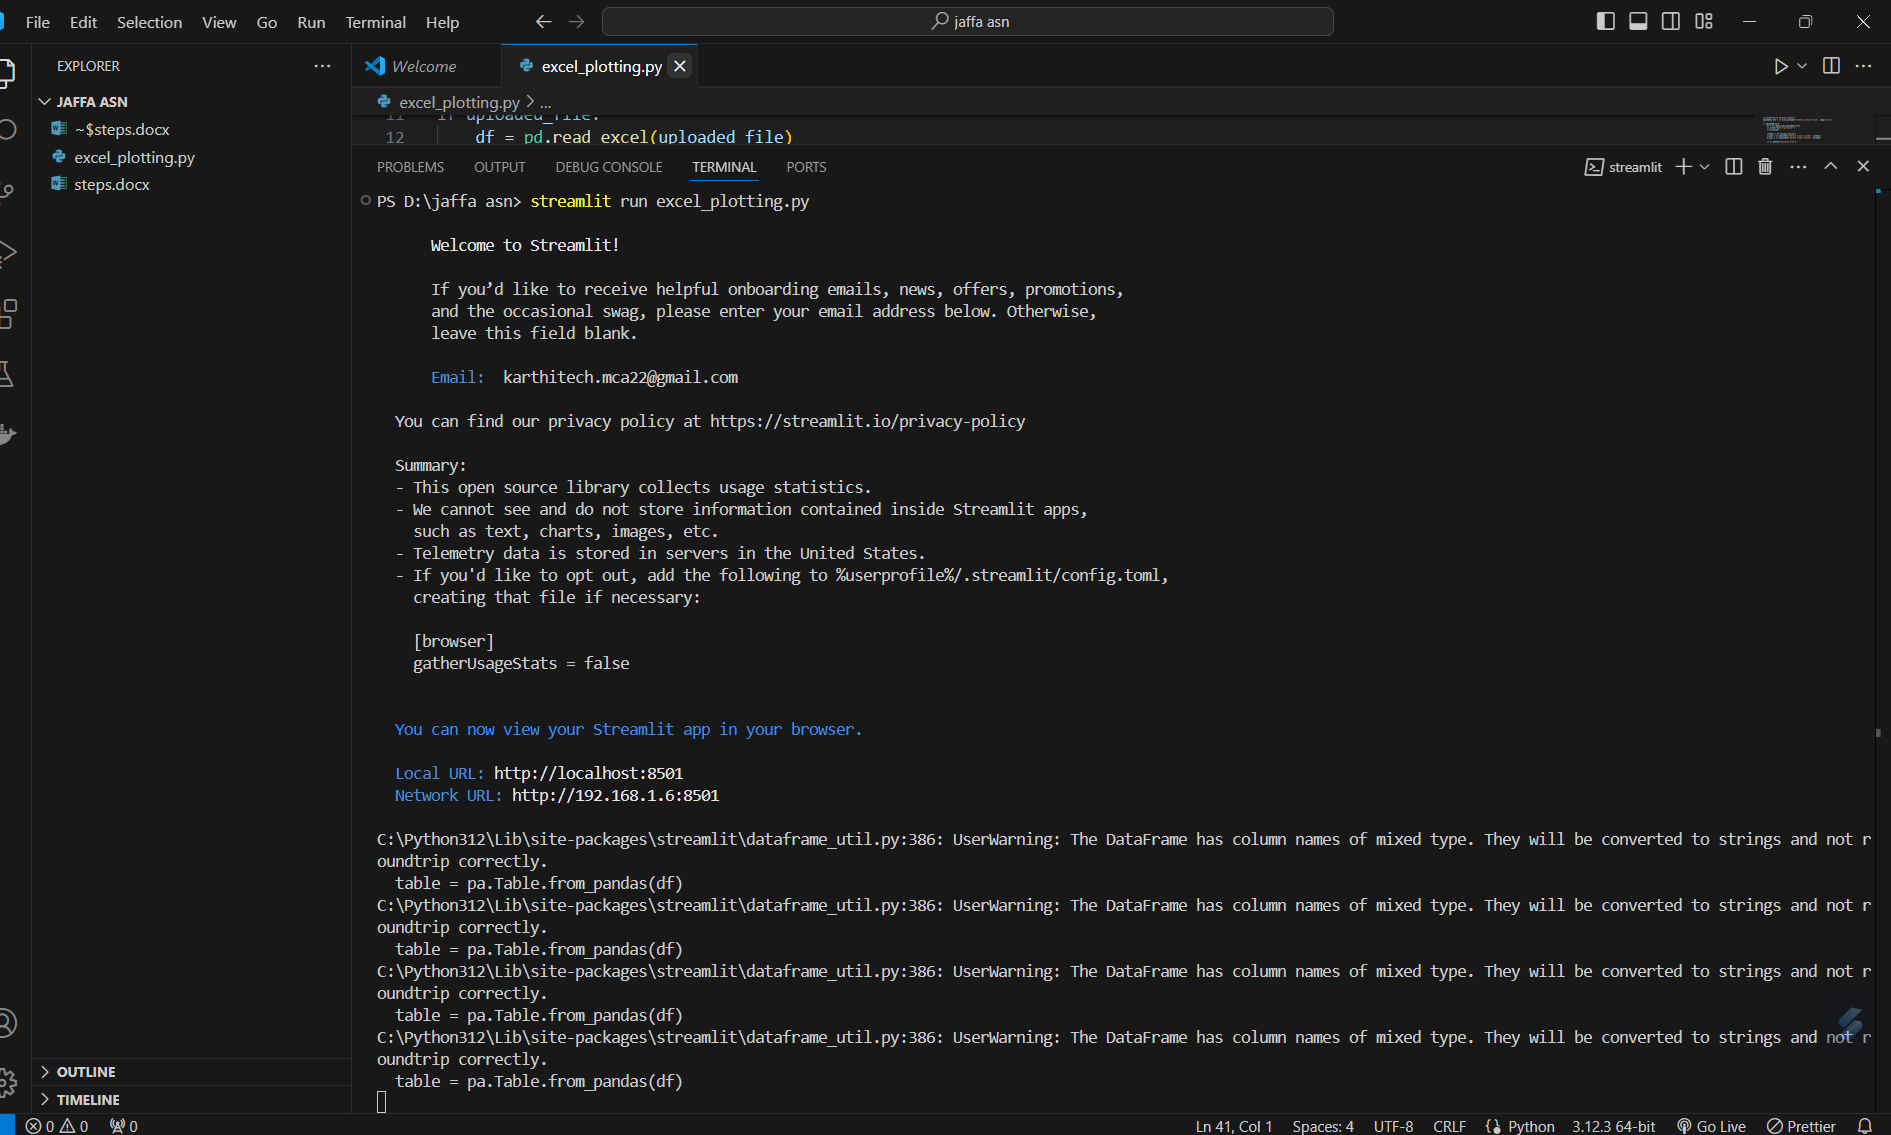 File Edit Selection View Go Run Terminal Help
jaffa asn
EXPLORER
JAFFA ASN
~$steps.docx
excel_plotting.py
steps.docx
OUTLINE
TIMELINE
Welcome
excel_plotting.py
excel_plotting.py > ...
11 if uploaded_file:
12 df = pd.read_excel(uploaded_file)
PROBLEMS OUTPUT DEBUG CONSOLE TERMINAL PORTS
streamlit
PS D:\jaffa asn> streamlit run excel_plotting.py
Welcome to Streamlit!
If you’d like to receive helpful onboarding emails, news, offers, promotions,
and the occasional swag, please enter your email address below. Otherwise,
leave this field blank.
Email: karthitech.mca22@gmail.com
You can find our privacy policy at https://streamlit.io/privacy-policy
Summary:
- This open source library collects usage statistics.
- We cannot see and do not store information contained inside Streamlit apps,
such as text, charts, images, etc.
- Telemetry data is stored in servers in the United States.
- If you'd like to opt out, add the following to %userprofile%/.streamlit/config.toml,
creating that file if necessary:
[browser]
gatherUsageStats = false
You can now view your Streamlit app in your browser.
Local URL: http://localhost:8501
Network URL: http://192.168.1.6:8501
C:\Python312\Lib\site-packages\streamlit\dataframe_util.py:386: UserWarning: The DataFrame has column names of mixed type. They will be converted to strings and not r
oundtrip correctly.
table = pa.Table.from_pandas(df)
C:\Python312\Lib\site-packages\streamlit\dataframe_util.py:386: UserWarning: The DataFrame has column names of mixed type. They will be converted to strings and not r
oundtrip correctly.
table = pa.Table.from_pandas(df)
C:\Python312\Lib\site-packages\streamlit\dataframe_util.py:386: UserWarning: The DataFrame has column names of mixed type. They will be converted to strings and not r
oundtrip correctly.
table = pa.Table.from_pandas(df)
C:\Python312\Lib\site-packages\streamlit\dataframe_util.py:386: UserWarning: The DataFrame has column names of mixed type. They will be converted to strings and not r
oundtrip correctly.
table = pa.Table.from_pandas(df)
0 0 0 Ln 41, Col 1 Spaces: 4 UTF-8 CRLF Python 3.12.3 64-bit Go Live Prettier